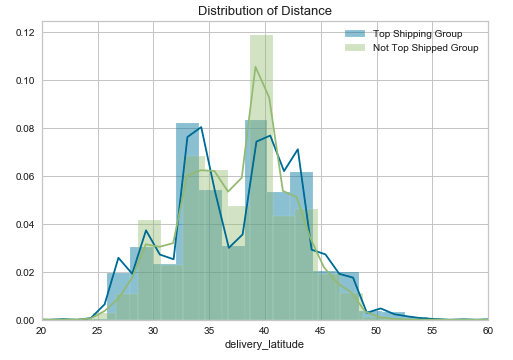 Distribution of Distance
Top Shipping Group
Not Top Shipped Group
0.12
0.10
0.08
0.06
0.04
0.02
0.00
20 25 30 35 40 45 50 55 60
delivery_latitude